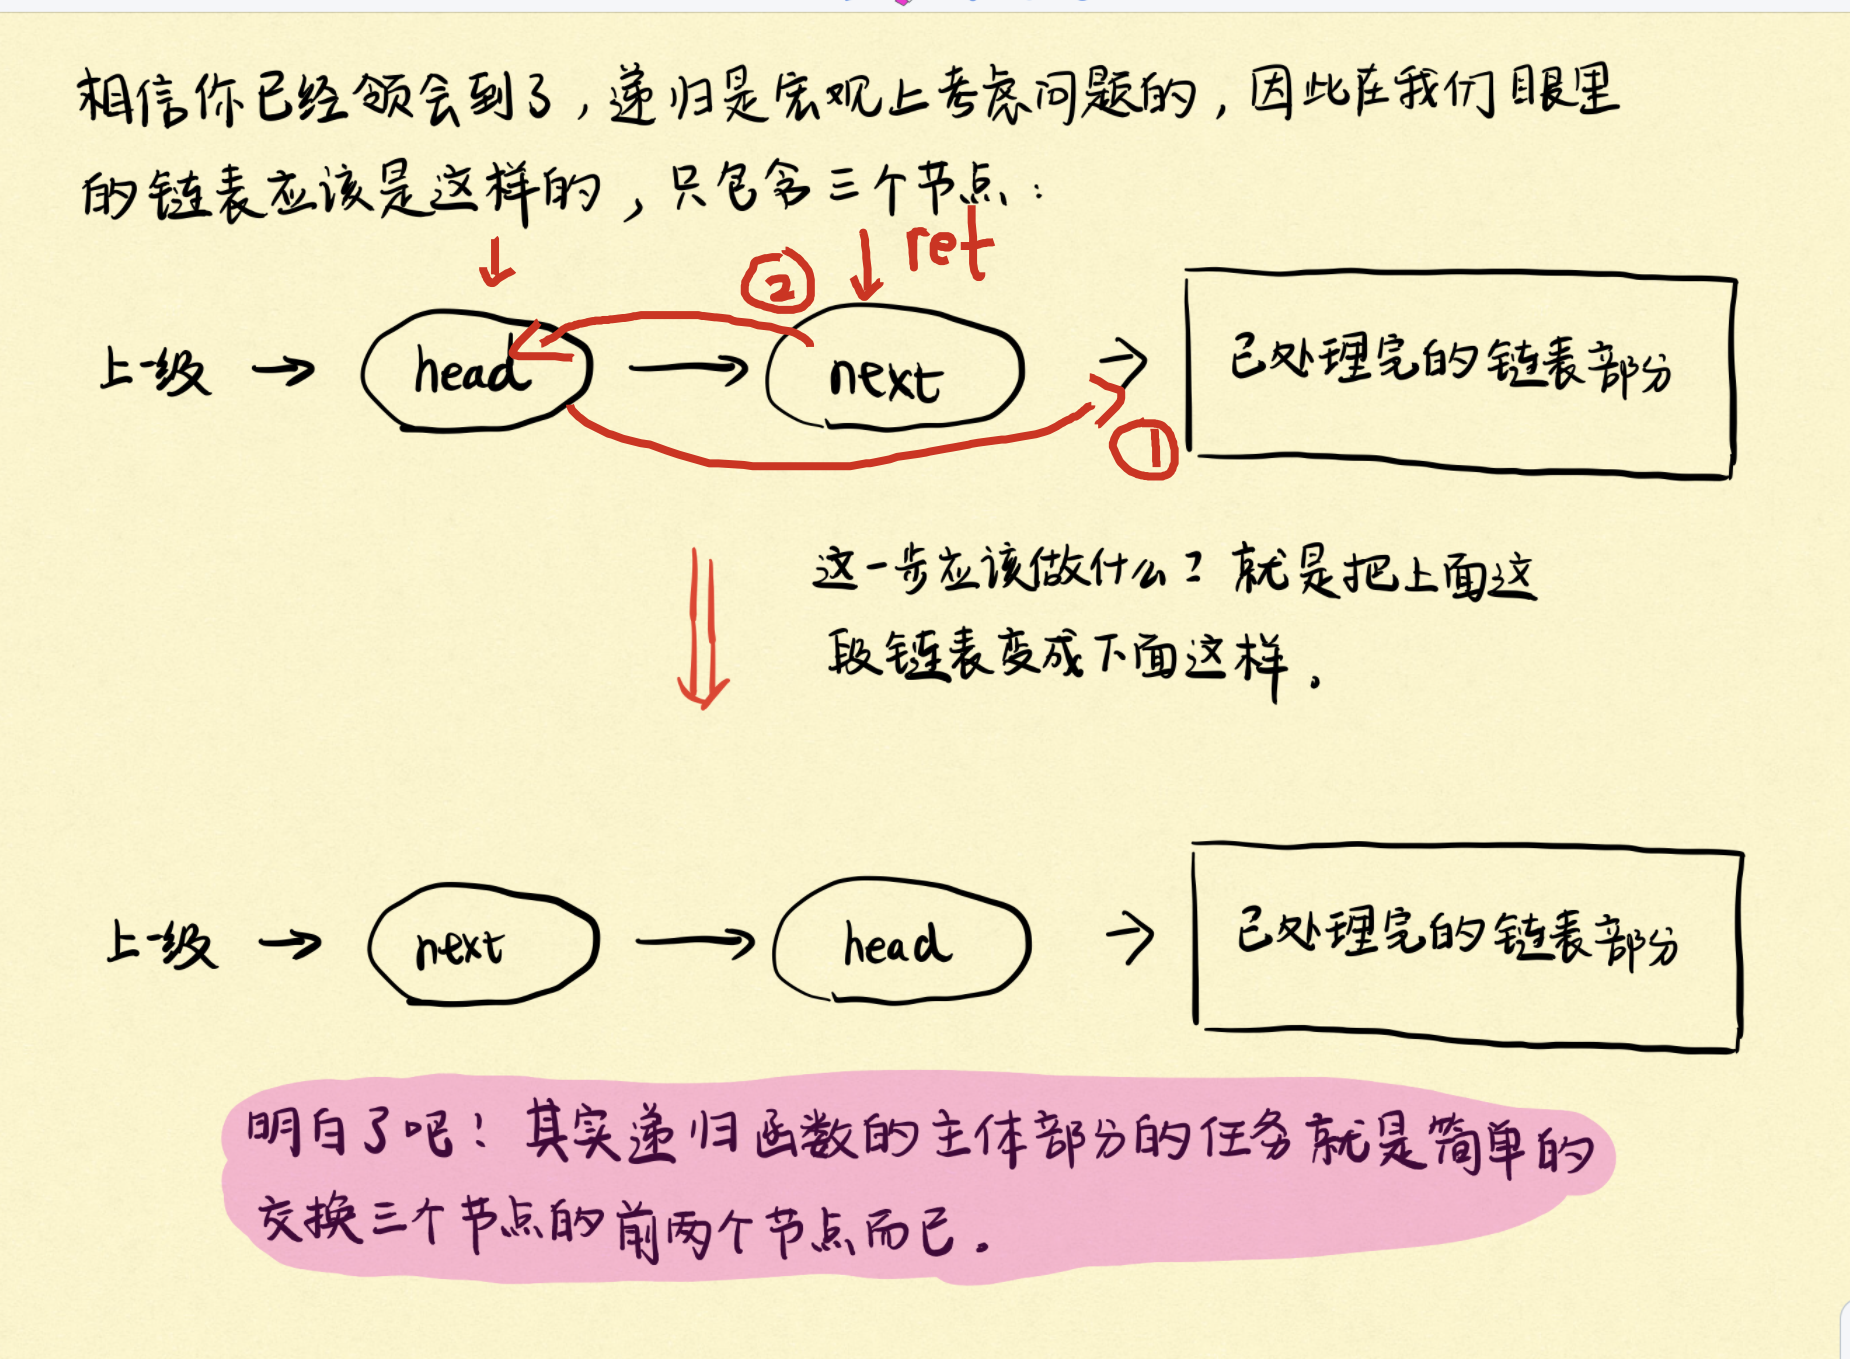 相信你已经领会到了，递归是宏观上考虑问题的，因此在我们眼里
的链表应该是这样的，只包含三个节点：
ret
②
上一级 → head → next → 已处理完的链表部分
①
这一步应该做什么？就是把上面这
段链表变成下面这样。
上一级 → next → head → 已处理完的链表部分
明白了吧！其实递归函数的主体部分的任务就是简单的
交换三个节点的前两个节点而已。